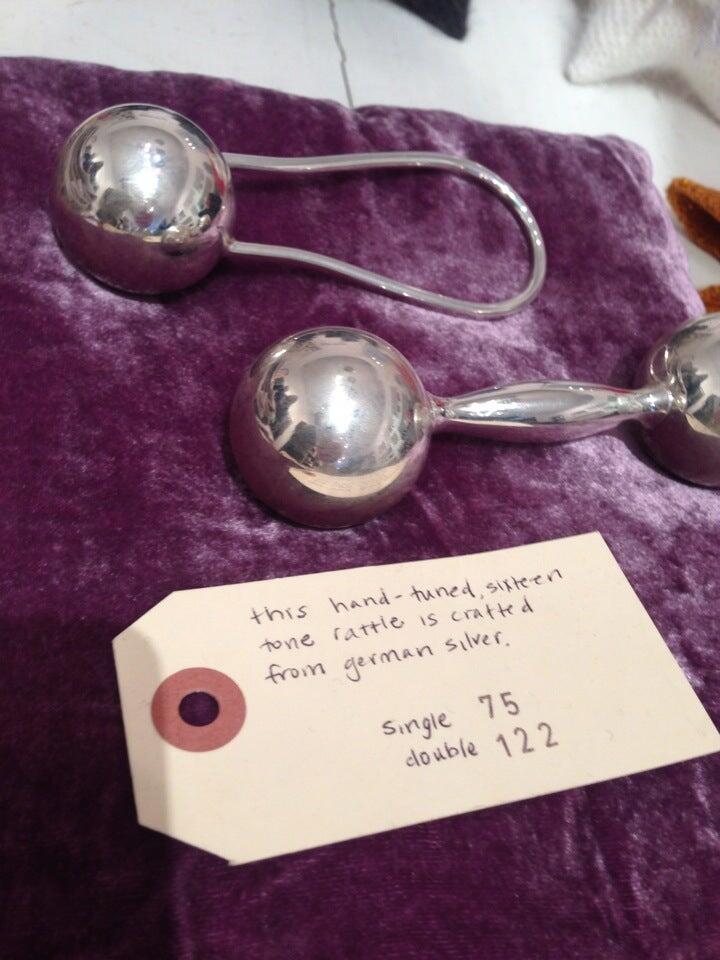 this hand-tuned, sixteen
tone rattle is crafted
from german silver.
single 75
double 122